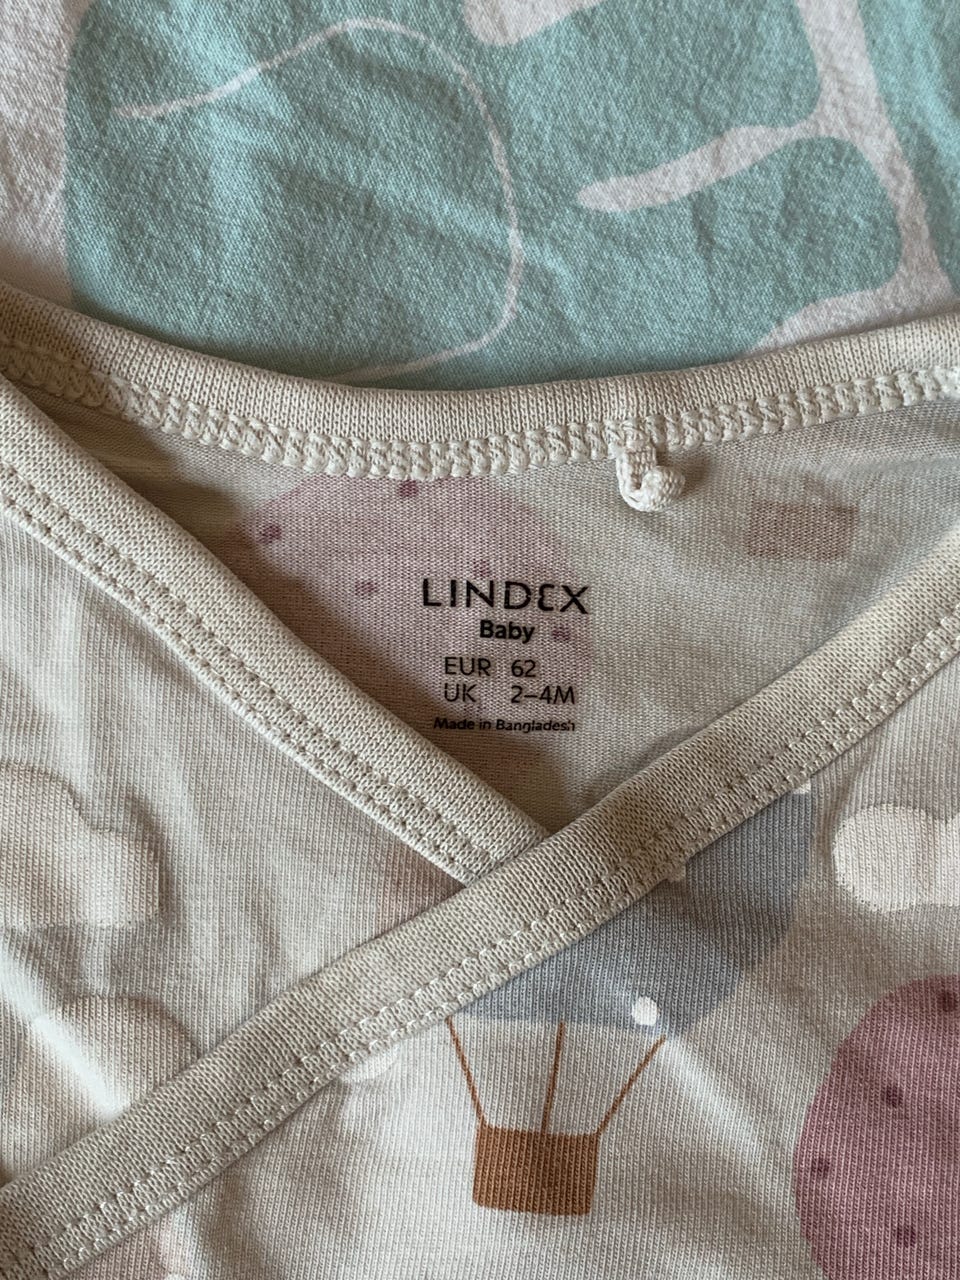 LINDEX
Baby
EUR 62
UK 2–4M
Made in Bangladesh